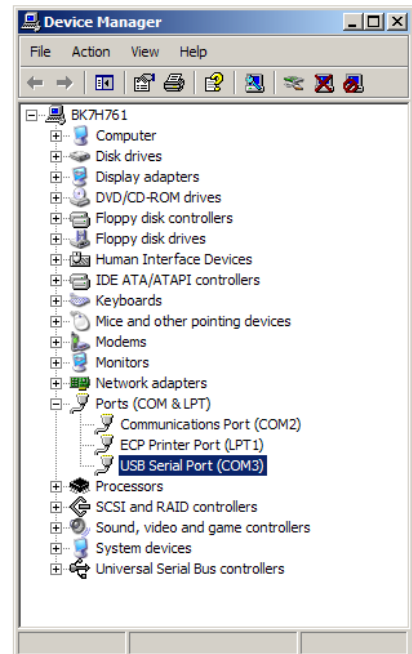 Device Manager
File Action View Help
BK7H761
Computer
Disk drives
Display adapters
DVD/CD-ROM drives
Floppy disk controllers
Floppy disk drives
Human Interface Devices
IDE ATA/ATAPI controllers
Keyboards
Mice and other pointing devices
Modems
Monitors
Network adapters
Ports (COM & LPT)
Communications Port (COM2)
ECP Printer Port (LPT1)
USB Serial Port (COM3)
Processors
SCSI and RAID controllers
Sound, video and game controllers
System devices
Universal Serial Bus controllers